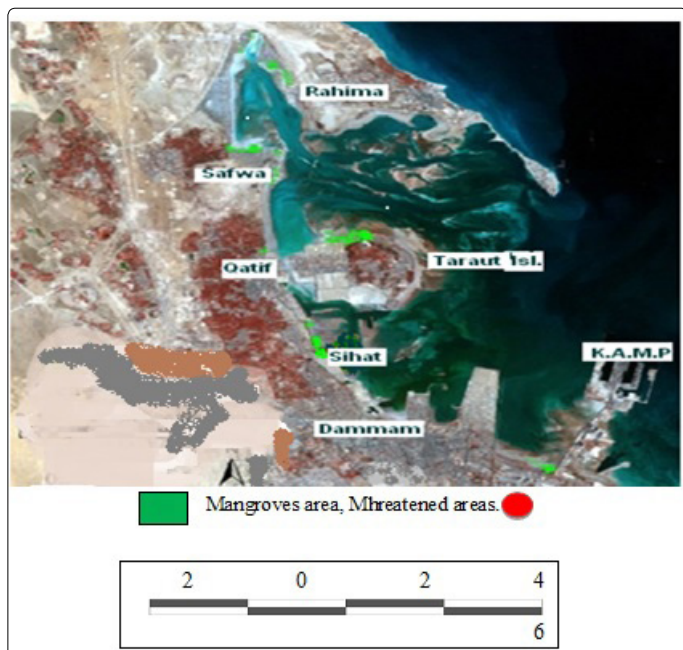 Rahima
Safwa
Qatif
Taraut Isl.
Sihat
K.A.M.P
Dammam
Mangroves area, Mhreatened areas.
2 0 2 4
6